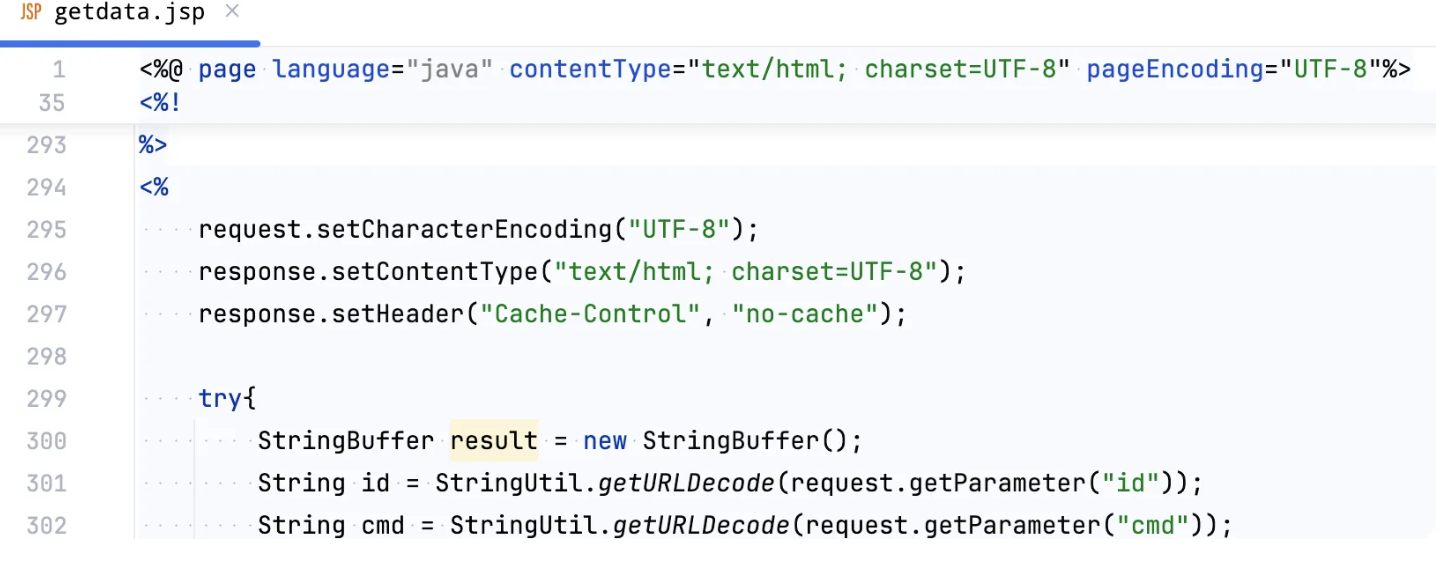 JSP getdata.jsp ×
1 <%@ page language="java" contentType="text/html; charset=UTF-8" pageEncoding="UTF-8"%>
35 <%!
293 %>
294 <%
295 request.setCharacterEncoding("UTF-8");
296 response.setContentType("text/html; charset=UTF-8");
297 response.setHeader("Cache-Control", "no-cache");
298
299 try{
300 StringBuffer result = new StringBuffer();
301 String id = StringUtil.getURLDecode(request.getParameter("id"));
302 String cmd = StringUtil.getURLDecode(request.getParameter("cmd"));